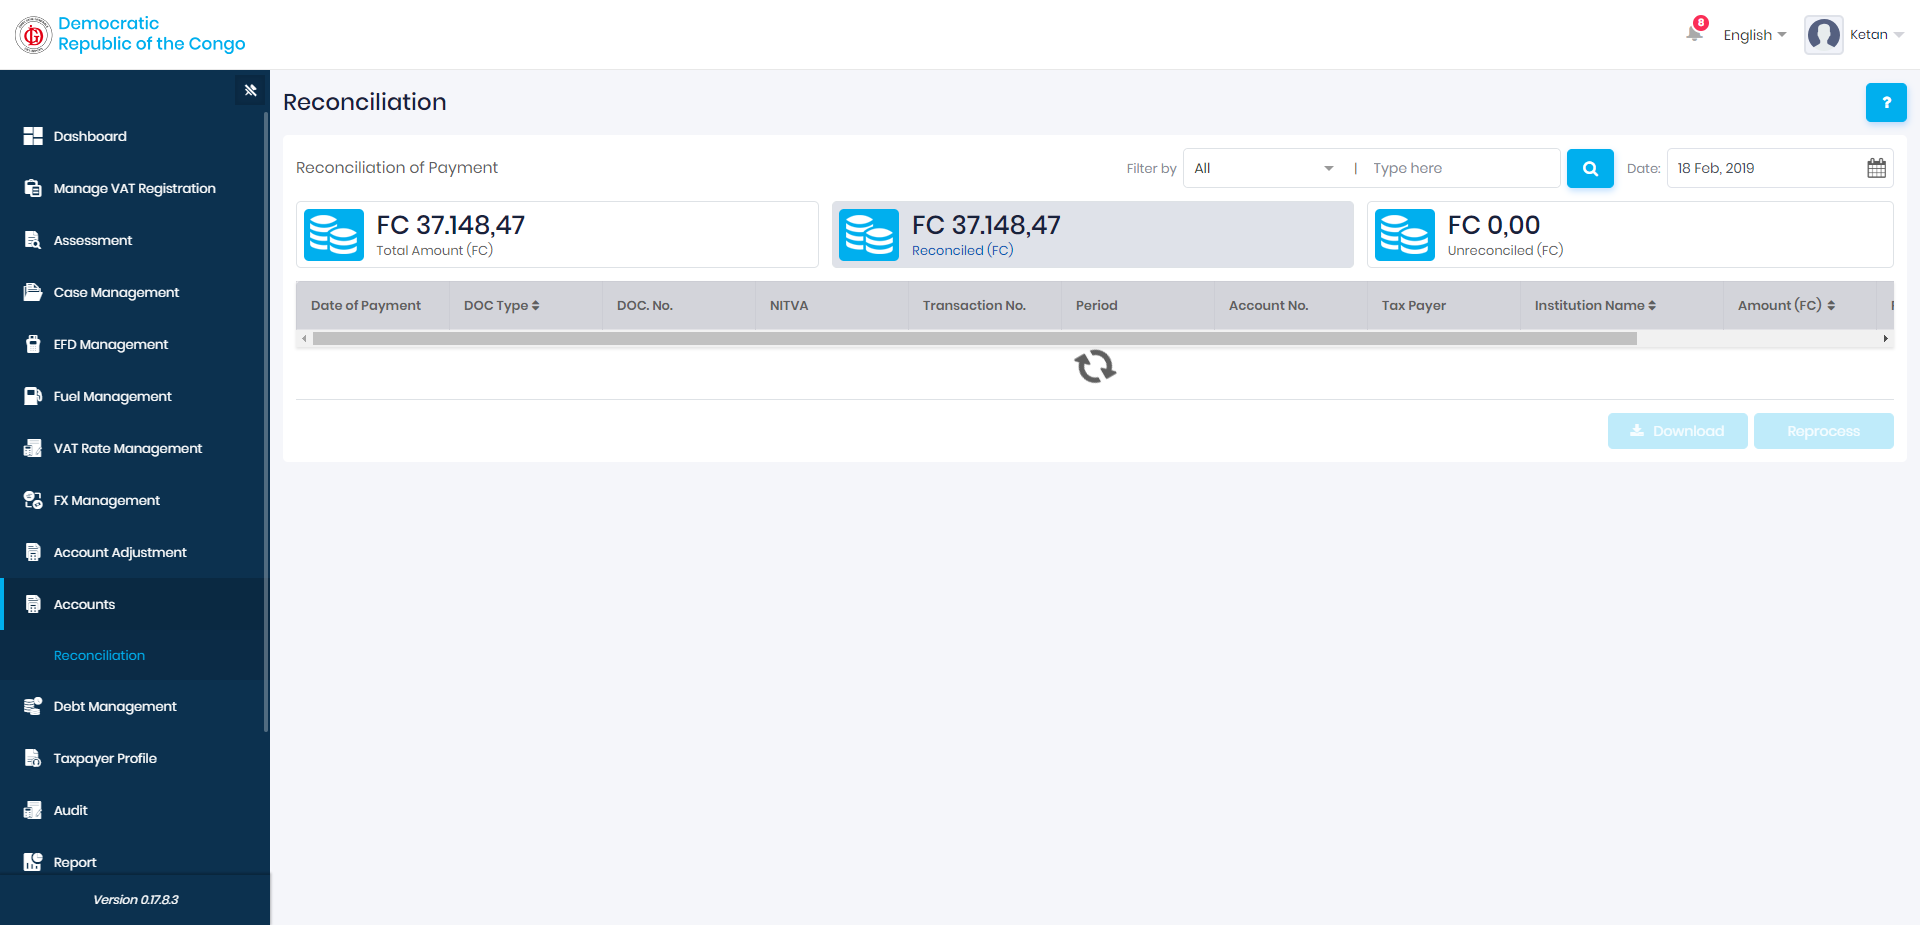 Democratic
Republic of the Congo
8
English
Ketan
Dashboard
Manage VAT Registration
Assessment
Case Management
EFD Management
Fuel Management
VAT Rate Management
FX Management
Account Adjustment
Accounts
Reconciliation
Debt Management
Taxpayer Profile
Audit
Report
Version 0.17.8.3
Reconciliation
?
Reconciliation of Payment
Filter by All | Type here Date: 18 Feb, 2019
FC 37.148,47
Total Amount (FC)
FC 37.148,47
Reconciled (FC)
FC 0,00
Unreconciled (FC)
Date of Payment DOC Type DOC. No. NITVA Transaction No. Period Account No. Tax Payer Institution Name Amount (FC)
Download Reprocess